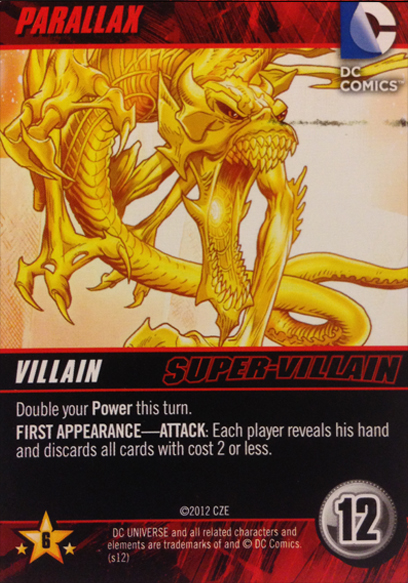 PARALLAX
DC
DC
COMICS™
VILLAIN
SUPER-VILLAIN
Double your Power this turn.
FIRST APPEARANCE—ATTACK: Each player reveals his hand
and discards all cards with cost 2 or less.
©2012 CZE
6
12
DC UNIVERSE and all related characters and
elements are trademarks of and © DC Comics.
(s12)